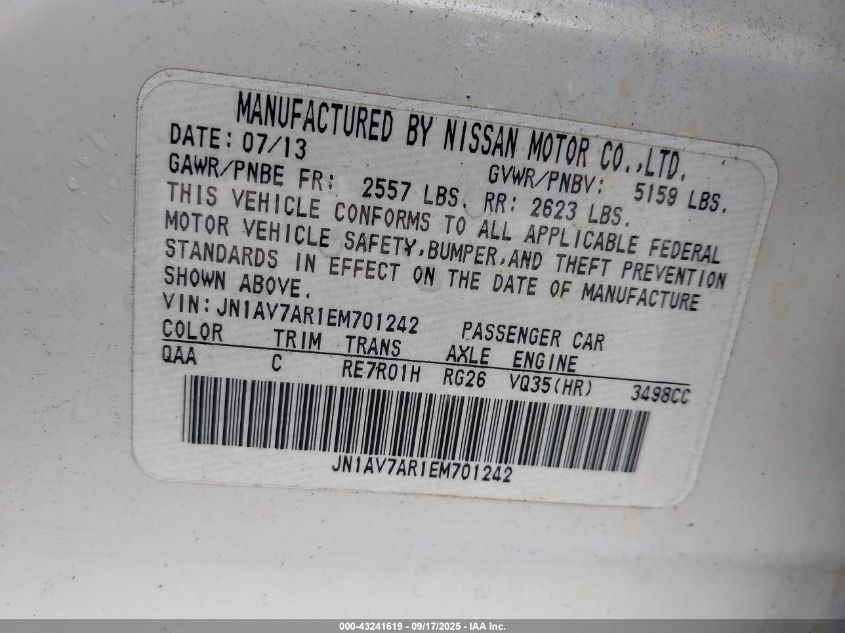 MANUFACTURED BY NISSAN MOTOR CO.,LTD.
DATE: 07/13 GVWR/PNBV: 5159 LBS.
GAWR/PNBE FR: 2557 LBS. RR: 2623 LBS.
THIS VEHICLE CONFORMS TO ALL APPLICABLE FEDERAL
MOTOR VEHICLE SAFETY,BUMPER,AND THEFT PREVENTION
STANDARDS IN EFFECT ON THE DATE OF MANUFACTURE
SHOWN ABOVE.
VIN: JN1AV7AR1EM701242 PASSENGER CAR
COLOR TRIM TRANS AXLE ENGINE
QAA C RE7R01H RG26 VQ35(HR) 3498CC
JN1AV7AR1EM701242
000-43241619 - 09/17/2025 - IAA Inc.